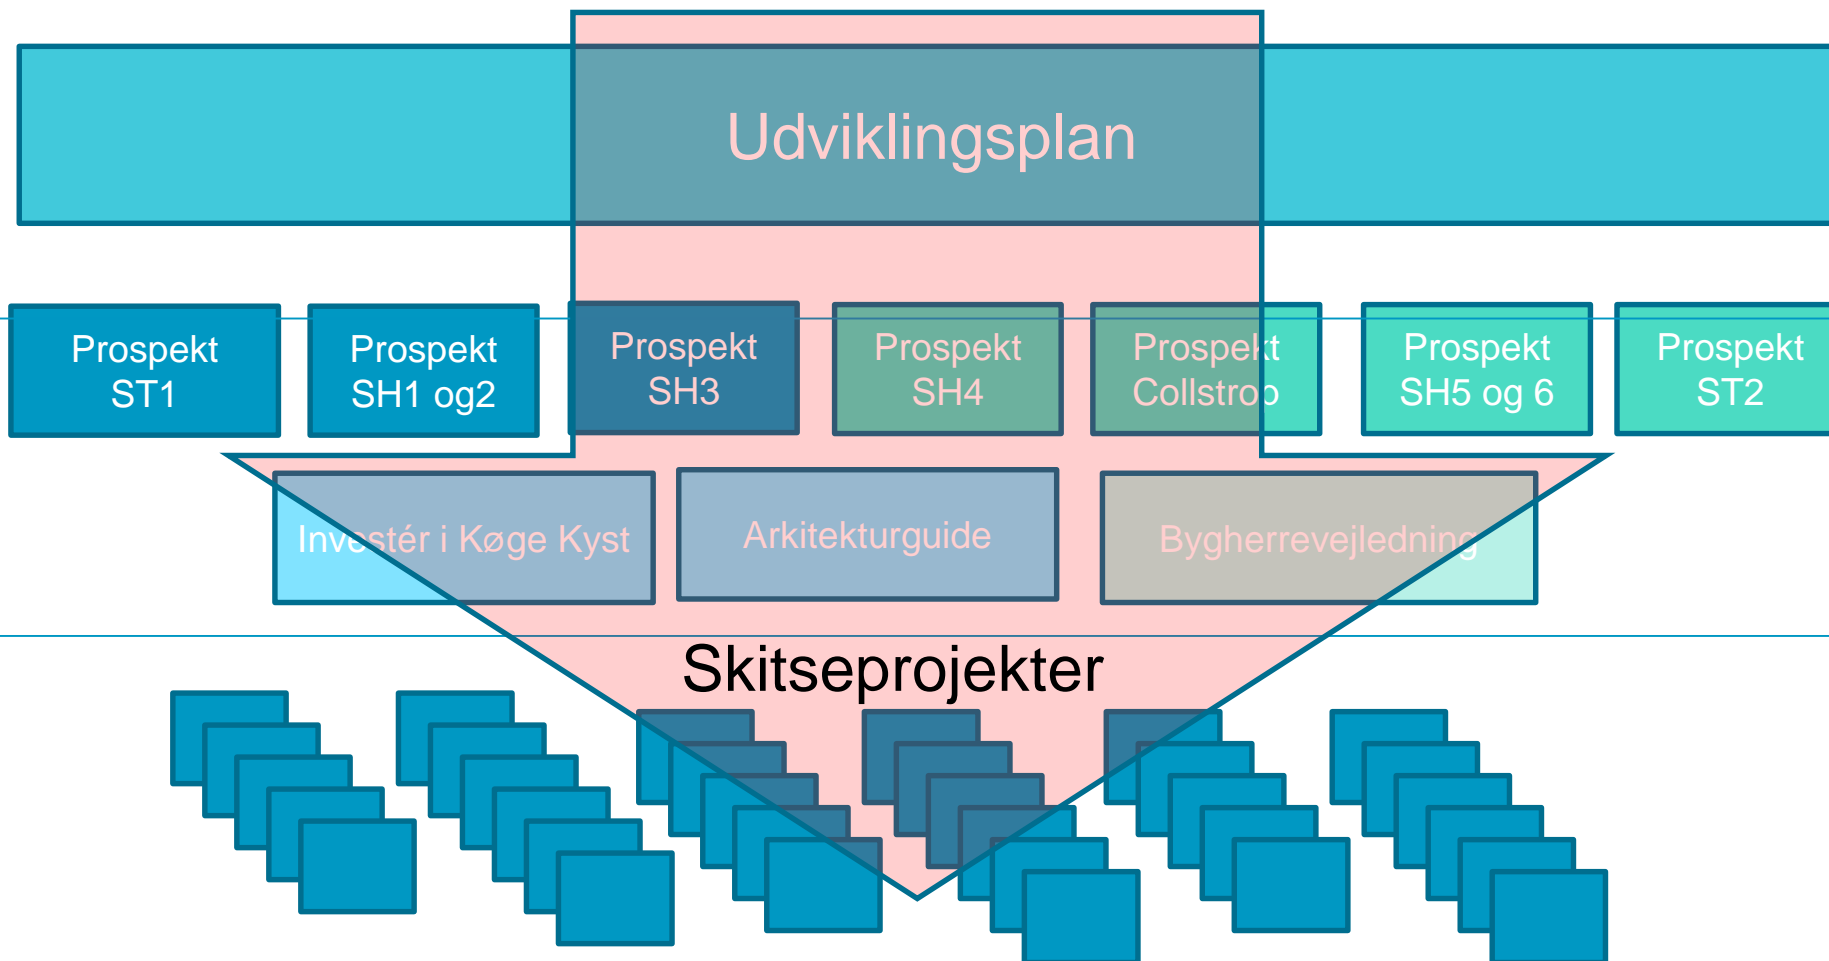 Udviklingsplan
Prospekt
ST1
Prospekt
SH1 og2
Prospekt
SH3
Prospekt
SH4
Prospekt
Collstrop
Prospekt
SH5 og 6
Prospekt
ST2
Investér i Køge Kyst
Arkitekturguide
Bygherrevejledning
Skitseprojekter